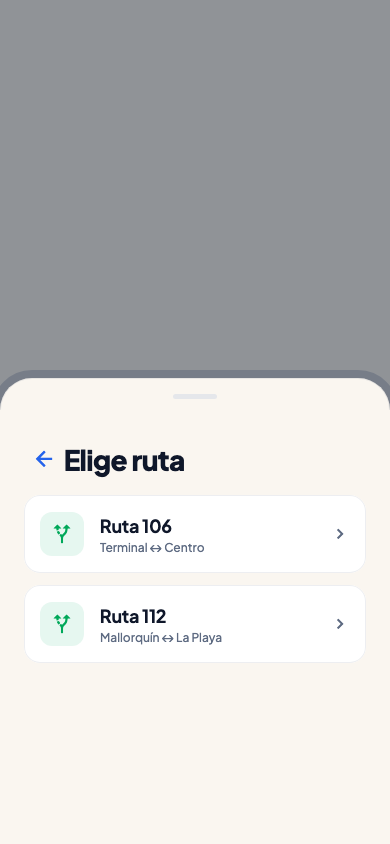 Elige ruta
Ruta 106
Terminal ↔ Centro
Ruta 112
Mallorquín ↔ La Playa